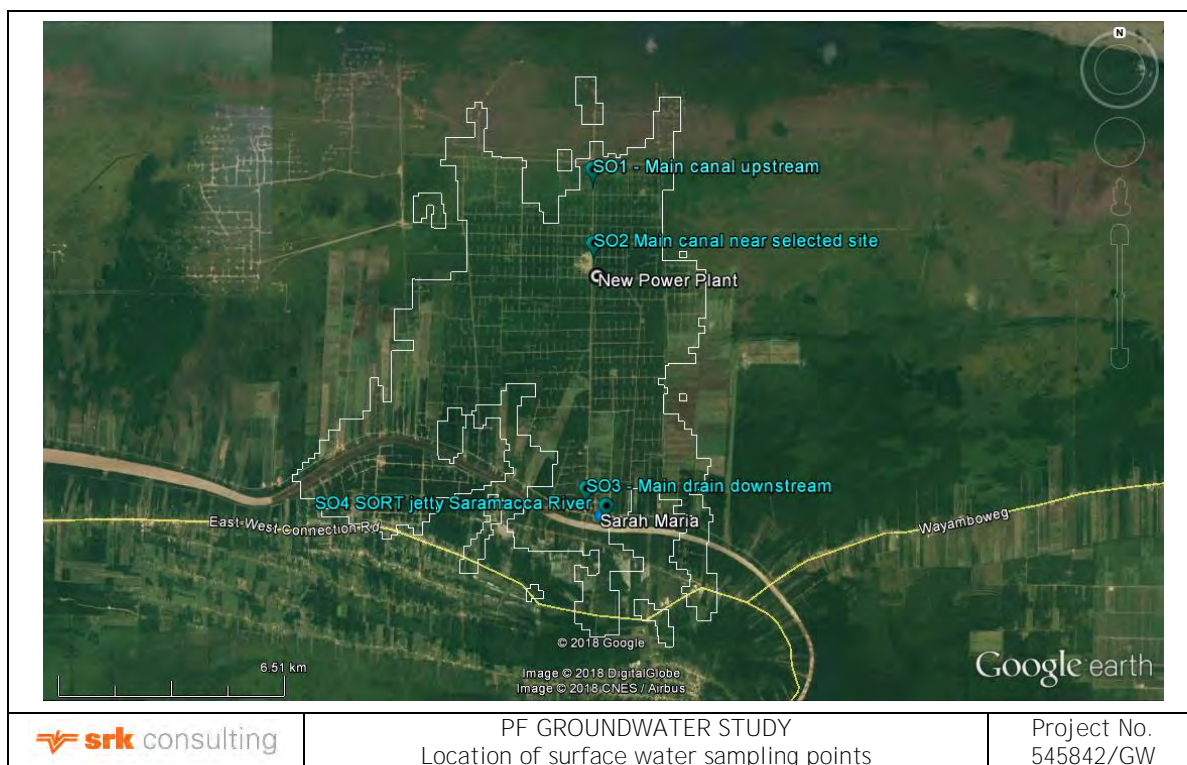 N
SO1 - Main canal upstream
SO2 Main canal near selected site
New Power Plant
SO3 - Main drain downstream
SO4 SORT jetty Saramacca River
Sarah Maria
East-West Connection Rd
Wayamboweg
© 2018 Google
6.51 km
Image © 2018 DigitalGlobe
Image © 2018 CNES / Airbus
Google earth
srk consulting
PF GROUNDWATER STUDY
Location of surface water sampling points
Project No.
545842/GW